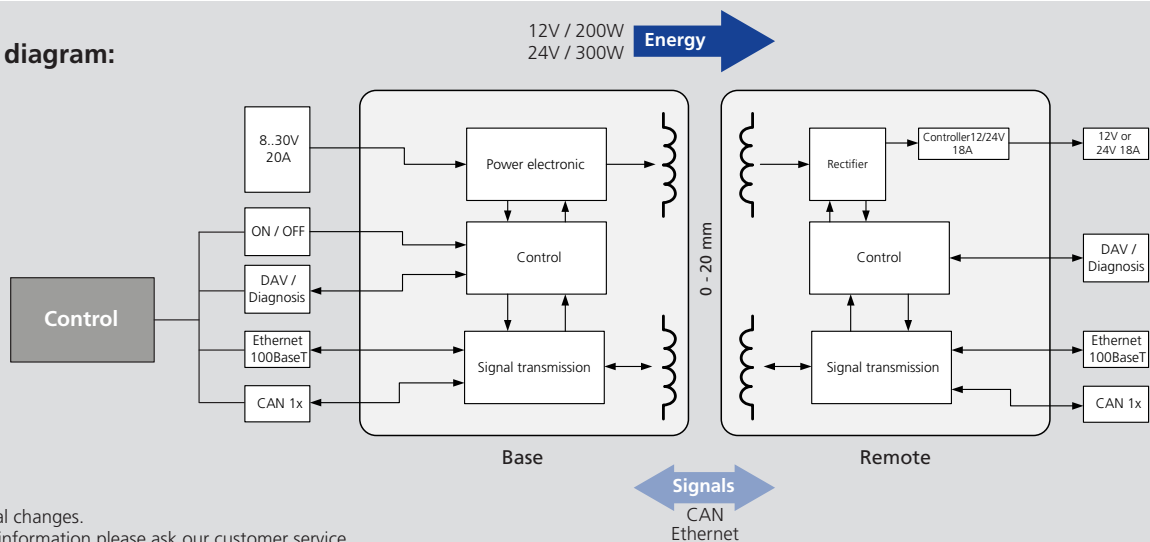 diagram:
12V / 200W
24V / 300W
Energy
8..30V
20A
ON / OFF
DAV /
Diagnosis
Ethernet
100BaseT
CAN 1x
Control
Power electronic
Control
Signal transmission
Base
0 - 20 mm
Rectifier
Controller12/24V
18A
Control
Signal transmission
Remote
12V or
24V 18A
DAV /
Diagnosis
Ethernet
100BaseT
CAN 1x
Signals
CAN
Ethernet
al changes.
information please ask our customer service